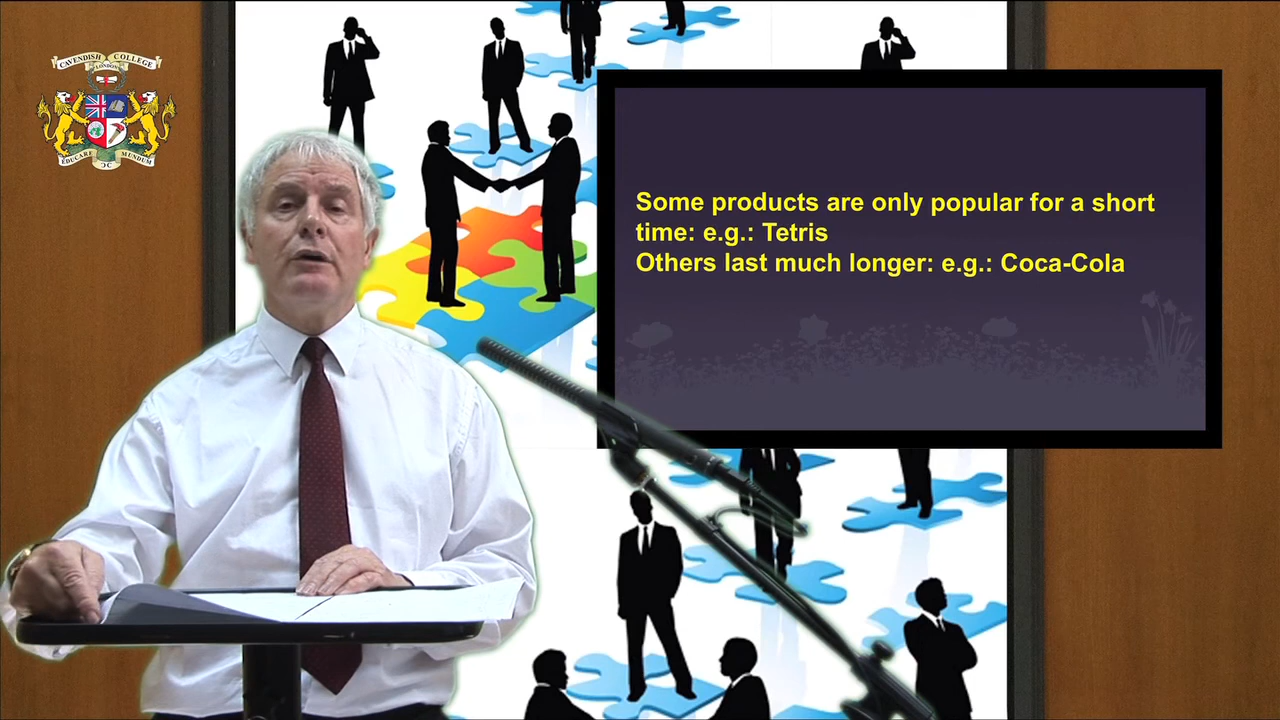 CAVENDISH COLLEGE
LONDON
EDUCARE MUNDUM
CC
Some products are only popular for a short
time: e.g.: Tetris
Others last much longer: e.g.: Coca-Cola